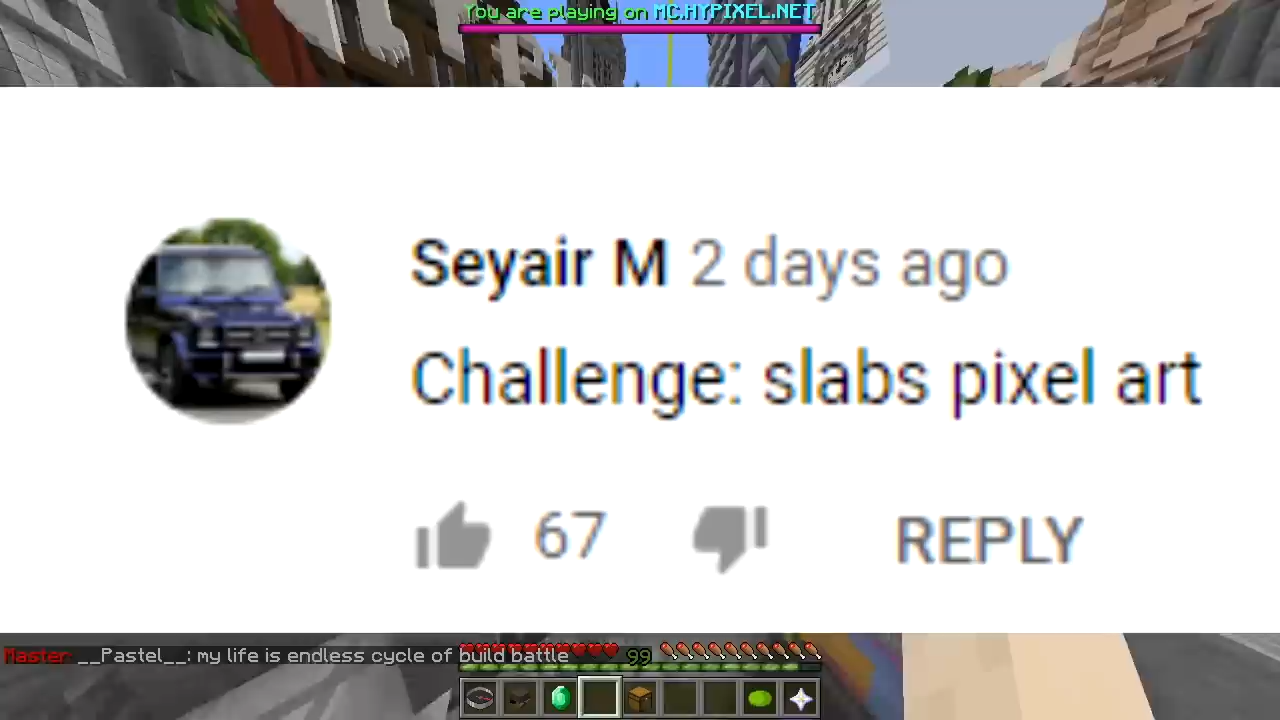 You are playing on MC.HYPIXEL.NET
Seyair M 2 days ago
Challenge: slabs pixel art
67 REPLY
Master __Pastel__: my life is endless cycle of build battle
99